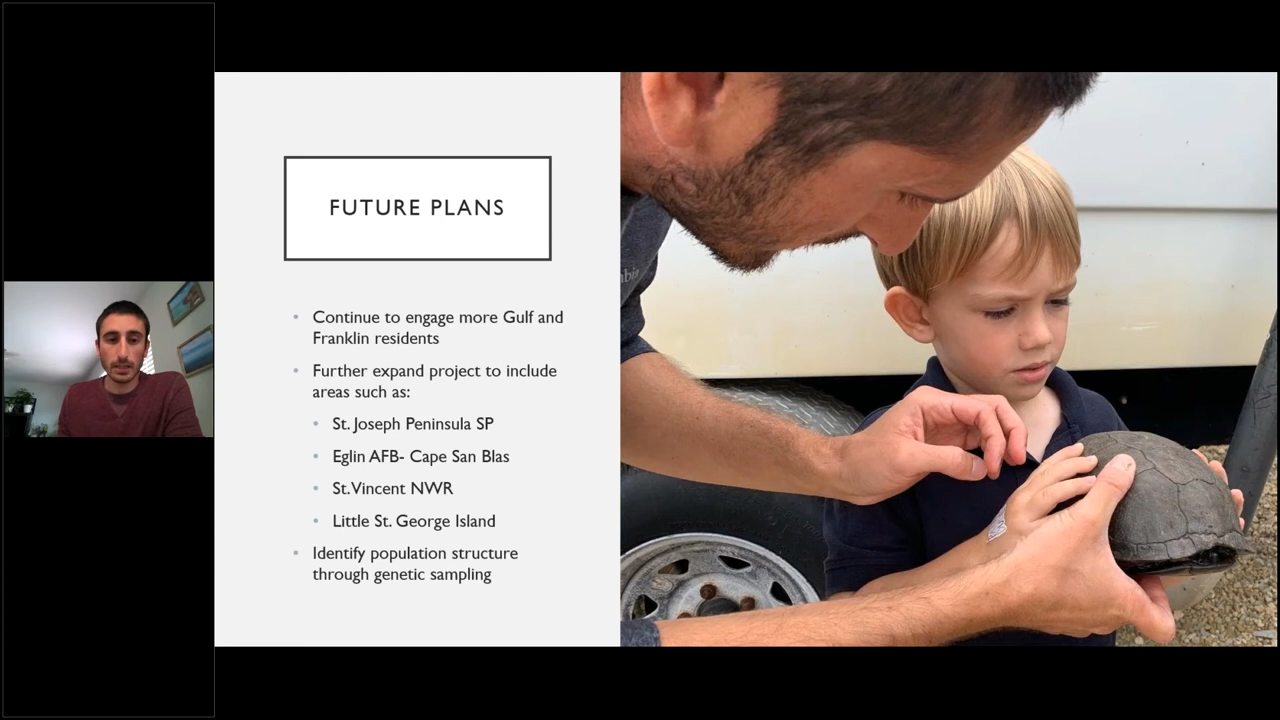 FUTURE PLANS
Continue to engage more Gulf and
Franklin residents
Further expand project to include
areas such as:
St. Joseph Peninsula SP
Eglin AFB- Cape San Blas
St. Vincent NWR
Little St. George Island
Identify population structure
through genetic sampling